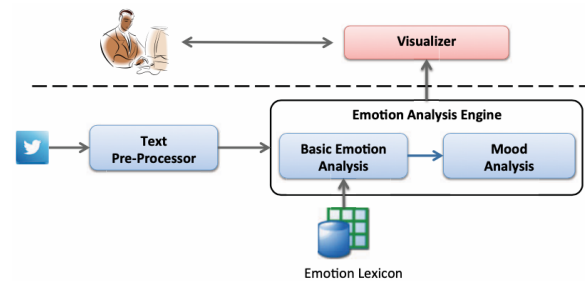 Visualizer
Emotion Analysis Engine
Text
Pre-Processor
Basic Emotion
Analysis
Mood
Analysis
Emotion Lexicon